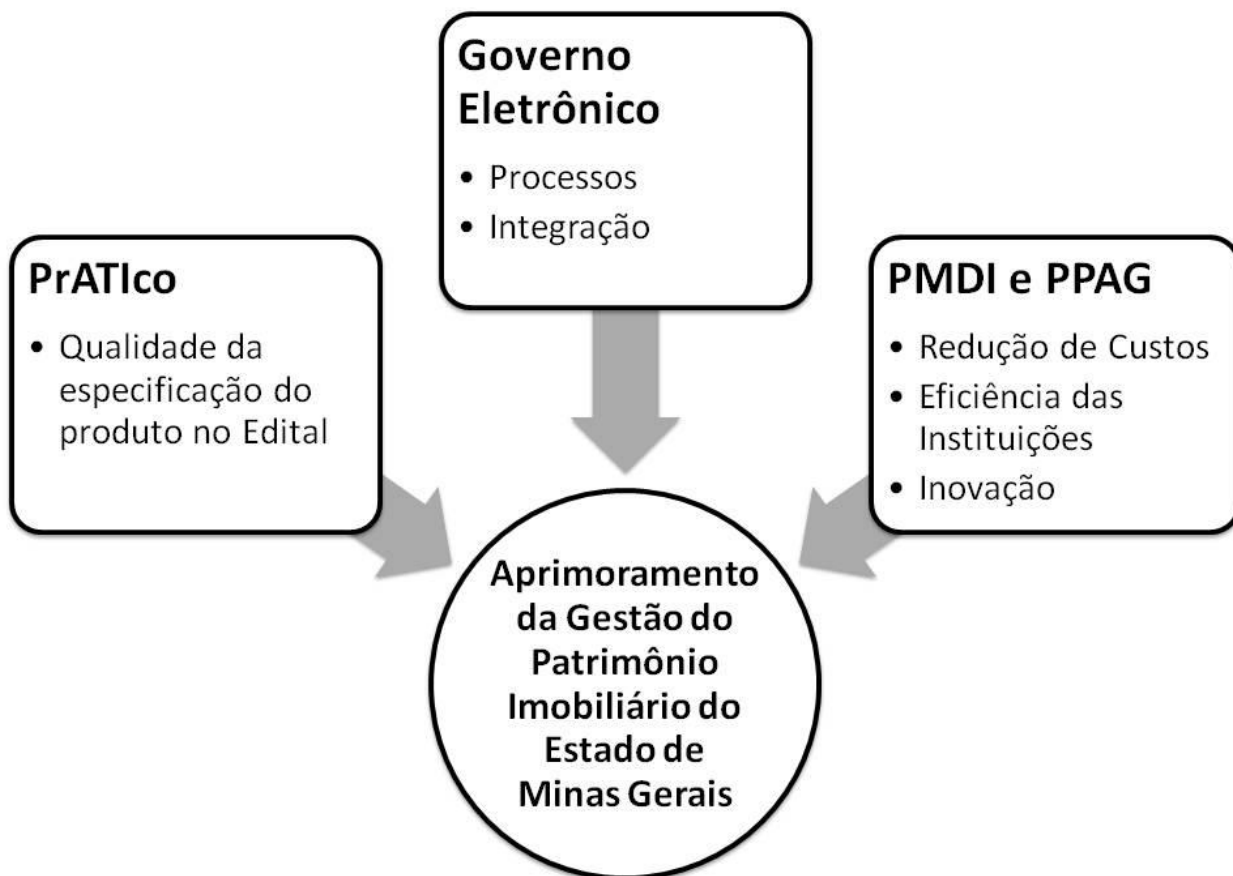 Governo
Eletrônico
• Processos
• Integração
PrATIco
• Qualidade da
especificação do
produto no Edital
PMDI e PPAG
• Redução de Custos
• Eficiência das
Instituições
• Inovação
Aprimoramento
da Gestão do
Patrimônio
Imobiliário do
Estado de
Minas Gerais